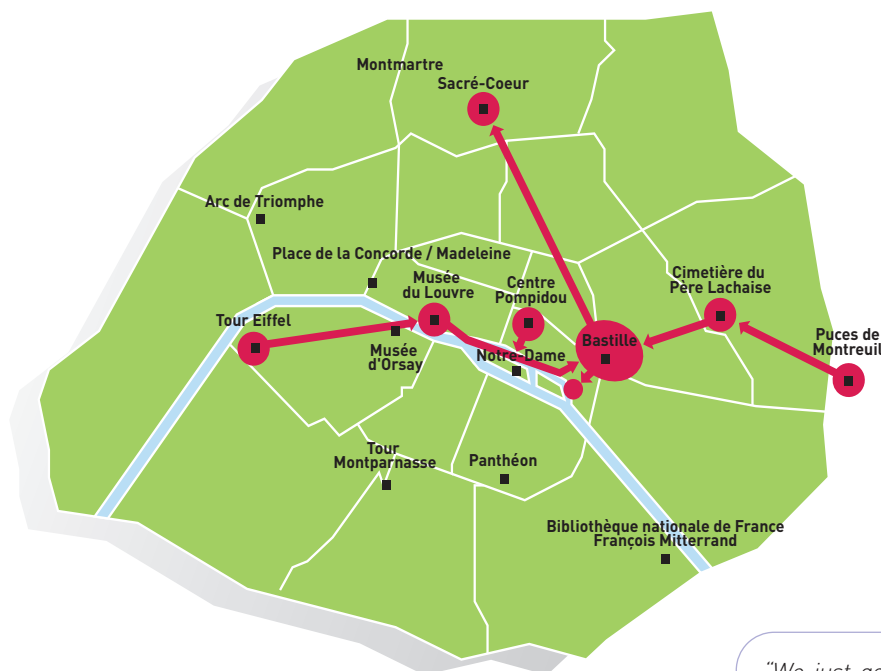 Montmartre
Sacré-Coeur
Arc de Triomphe
Place de la Concorde / Madeleine
Musée
du Louvre
Centre
Pompidou
Cimetière du
Père Lachaise
Tour Eiffel
Bastille
Puces de
Montreuil
Musée
d'Orsay
Notre-Dame
Tour
Montparnasse
Panthéon
Bibliothèque nationale de France
François Mitterrand
"We just